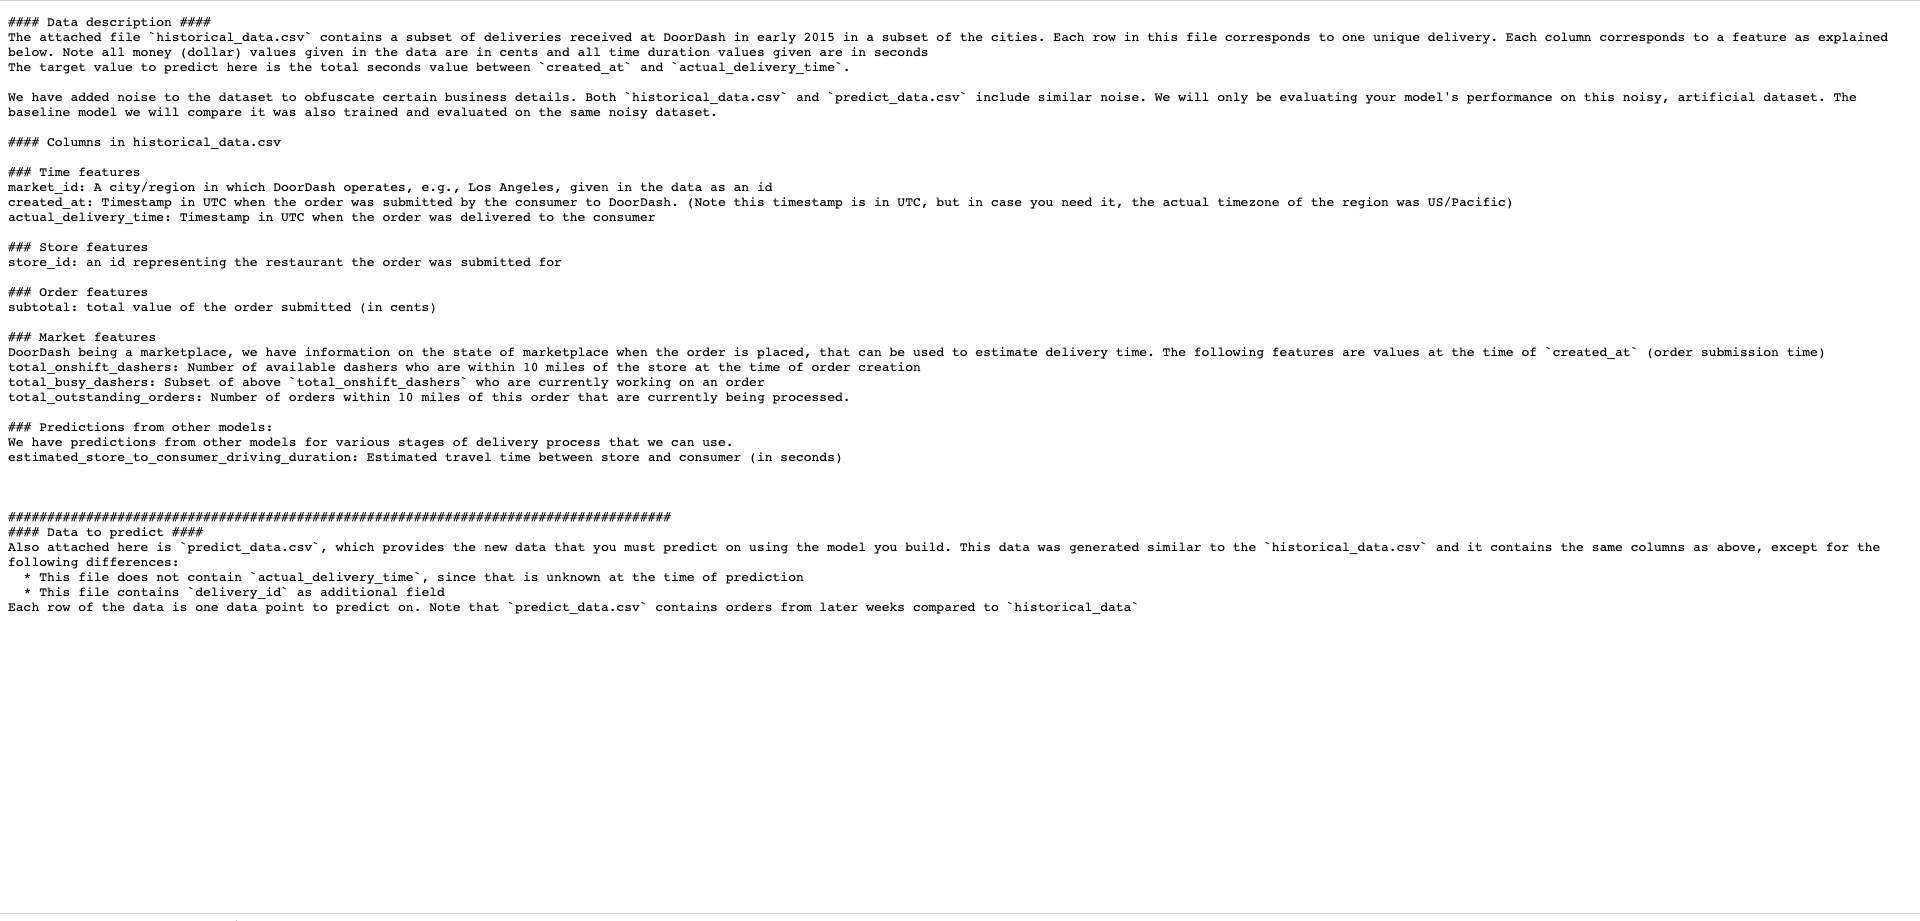 #### Data description ####
The attached file `historical_data.csv` contains a subset of deliveries received at DoorDash in early 2015 in a subset of the cities. Each row in this file corresponds to one unique delivery. Each column corresponds to a feature as explained
below. Note all money (dollar) values given in the data are in cents and all time duration values given are in seconds
The target value to predict here is the total seconds value between `created_at` and `actual_delivery_time`.
We have added noise to the dataset to obfuscate certain business details. Both `historical_data.csv` and `predict_data.csv` include similar noise. We will only be evaluating your model's performance on this noisy, artificial dataset. The
baseline model we will compare it was also trained and evaluated on the same noisy dataset.
#### Columns in historical_data.csv
### Time features
market_id: A city/region in which DoorDash operates, e.g., Los Angeles, given in the data as an id
created_at: Timestamp in UTC when the order was submitted by the consumer to DoorDash. (Note this timestamp is in UTC, but in case you need it, the actual timezone of the region was US/Pacific)
actual_delivery_time: Timestamp in UTC when the order was delivered to the consumer
### Store features
store_id: an id representing the restaurant the order was submitted for
### Order features
subtotal: total value of the order submitted (in cents)
### Market features
DoorDash being a marketplace, we have information on the state of marketplace when the order is placed, that can be used to estimate delivery time. The following features are values at the time of `created_at` (order submission time)
total_onshift_dashers: Number of available dashers who are within 10 miles of the store at the time of order creation
total_busy_dashers: Subset of above `total_onshift_dashers` who are currently working on an order
total_outstanding_orders: Number of orders within 10 miles of this order that are currently being processed.
### Predictions from other models:
We have predictions from other models for various stages of delivery process that we can use.
estimated_store_to_consumer_driving_duration: Estimated travel time between store and consumer (in seconds)
#####################################################################################
#### Data to predict ####
Also attached here is `predict_data.csv`, which provides the new data that you must predict on using the model you build. This data was generated similar to the `historical_data.csv` and it contains the same columns as above, except for the
following differences:
* This file does not contain `actual_delivery_time`, since that is unknown at the time of prediction
* This file contains `delivery_id` as additional field
Each row of the data is one data point to predict on. Note that `predict_data.csv` contains orders from later weeks compared to `historical_data`